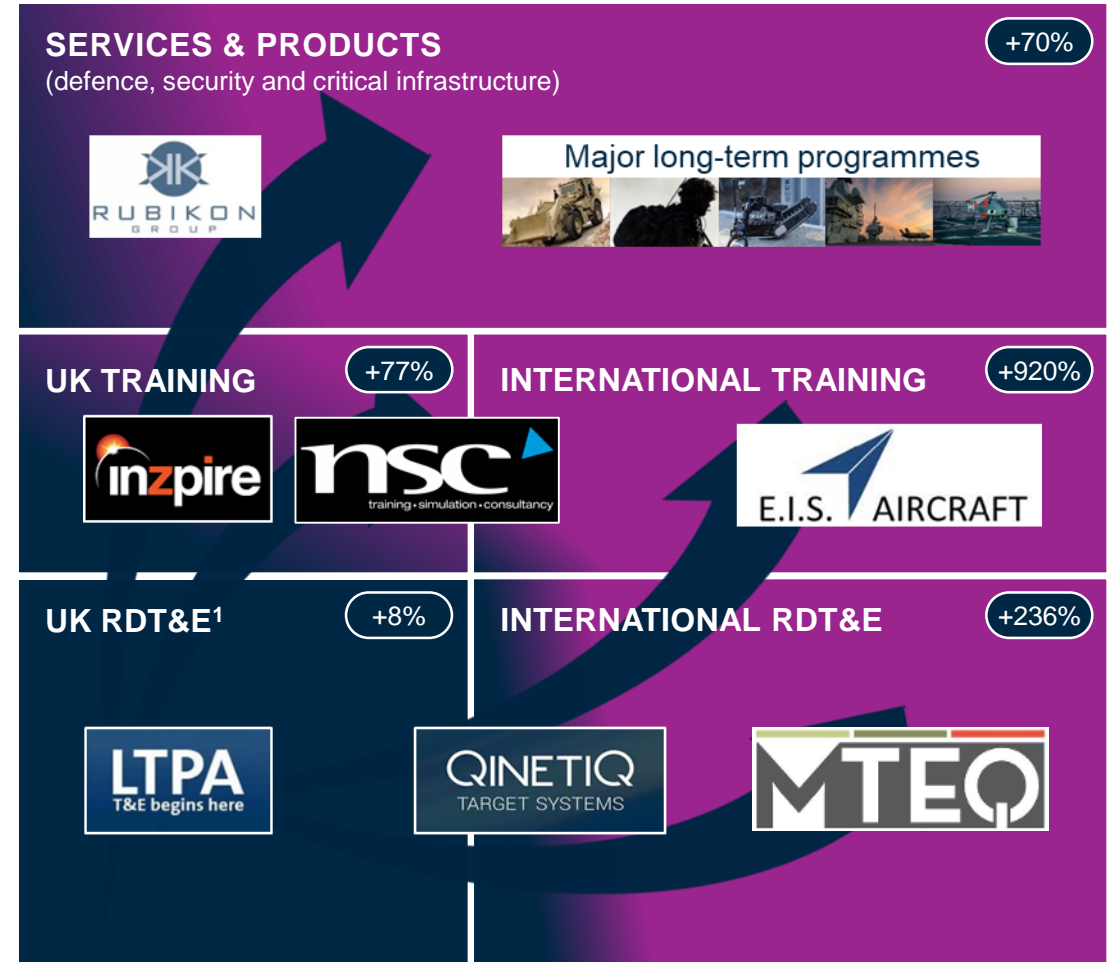 SERVICES & PRODUCTS
+70%
(defence, security and critical infrastructure)
RUBIKON
GROUP
Major long-term programmes
UK TRAINING
+77%
INTERNATIONAL TRAINING
+920%
inzpire
nsc
training•simulation•consultancy
E.I.S. AIRCRAFT
UK RDT&E¹
+8%
INTERNATIONAL RDT&E
+236%
LTPA
T&E begins here
QINETIQ
TARGET SYSTEMS
MTEQ